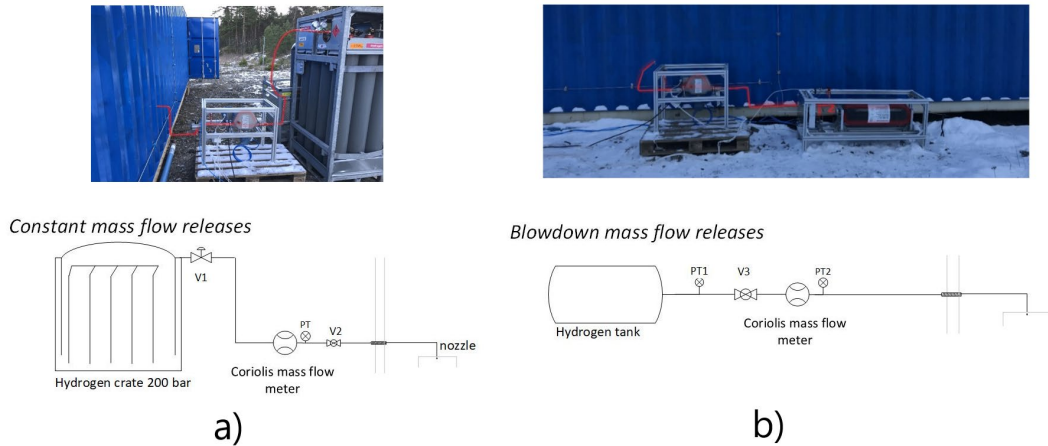 Constant mass flow releases
V1
PT
V2
nozzle
Coriolis mass flow
meter
Hydrogen crate 200 bar
a)
Blowdown mass flow releases
PT1
V3
PT2
Hydrogen tank
Coriolis mass flow
meter
b)